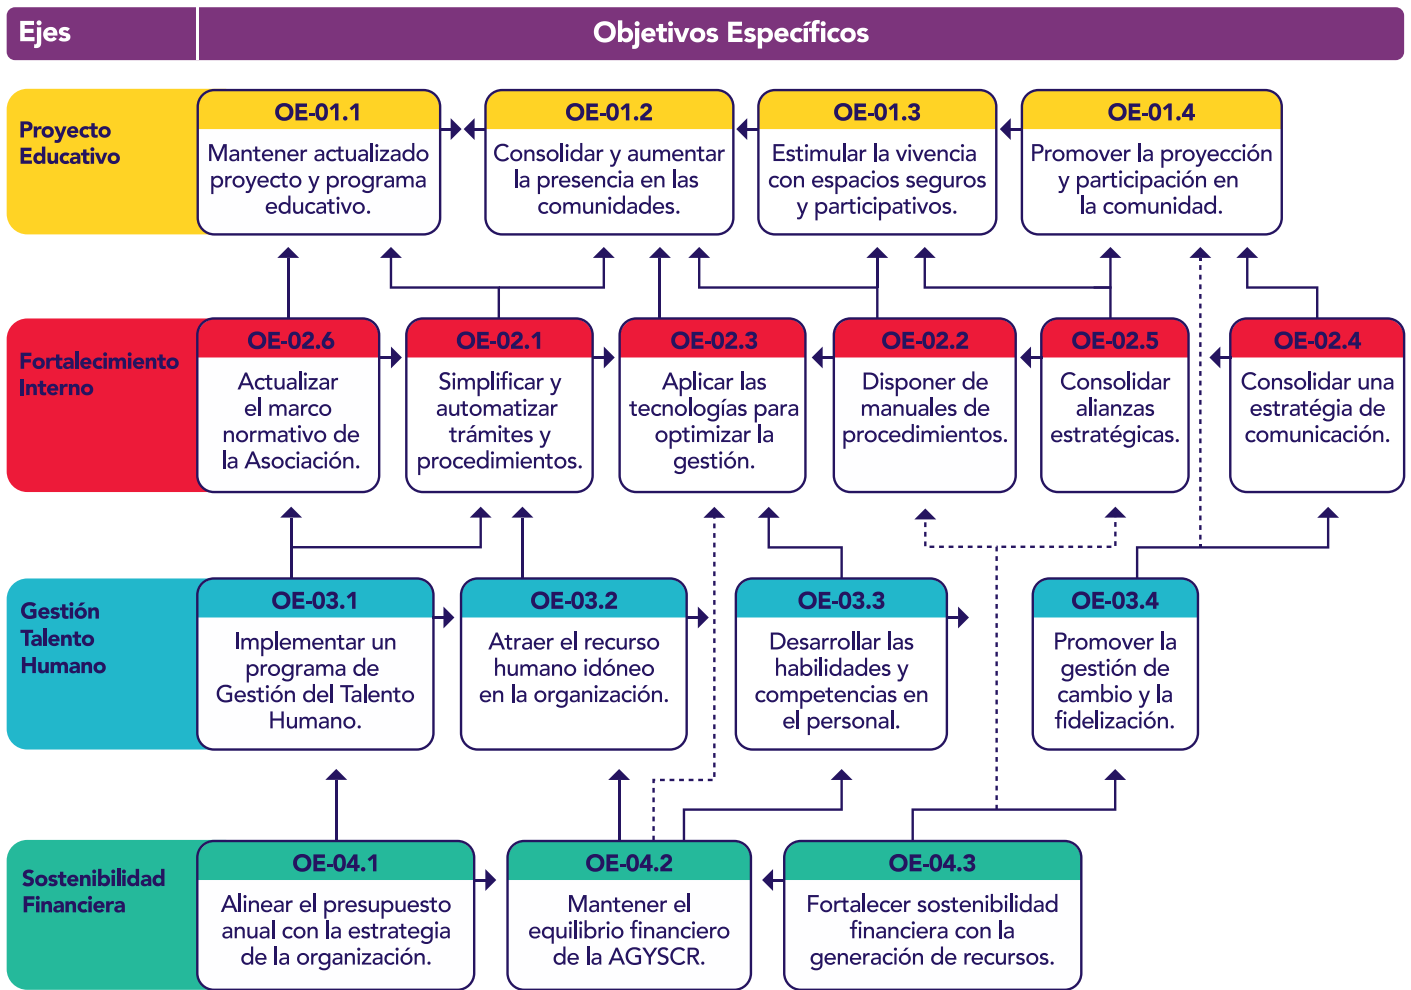 Ejes
Objetivos Específicos
Proyecto
Educativo
OE-01.1
Mantener actualizado
proyecto y programa
educativo.
OE-01.2
Consolidar y aumentar
la presencia en las
comunidades.
OE-01.3
Estimular la vivencia
con espacios seguros
y participativos.
OE-01.4
Promover la proyección
y participación en
la comunidad.
Fortalecimiento
Interno
OE-02.6
Actualizar
el marco
normativo de
la Asociación.
OE-02.1
Simplificar y
automatizar
trámites y
procedimientos.
OE-02.3
Aplicar las
tecnologías para
optimizar la
gestión.
OE-02.2
Disponer de
manuales de
procedimientos.
OE-02.5
Consolidar
alianzas
estratégicas.
OE-02.4
Consolidar una
estratégia de
comunicación.
Gestión
Talento
Humano
OE-03.1
Implementar un
programa de
Gestión del Talento
Humano.
OE-03.2
Atraer el recurso
humano idóneo
en la organización.
OE-03.3
Desarrollar las
habilidades y
competencias en
el personal.
OE-03.4
Promover la
gestión de
cambio y la
fidelización.
Sostenibilidad
Financiera
OE-04.1
Alinear el presupuesto
anual con la estrategia
de la organización.
OE-04.2
Mantener el
equilibrio financiero
de la AGYSCR.
OE-04.3
Fortalecer sostenibilidad
financiera con la
generación de recursos.